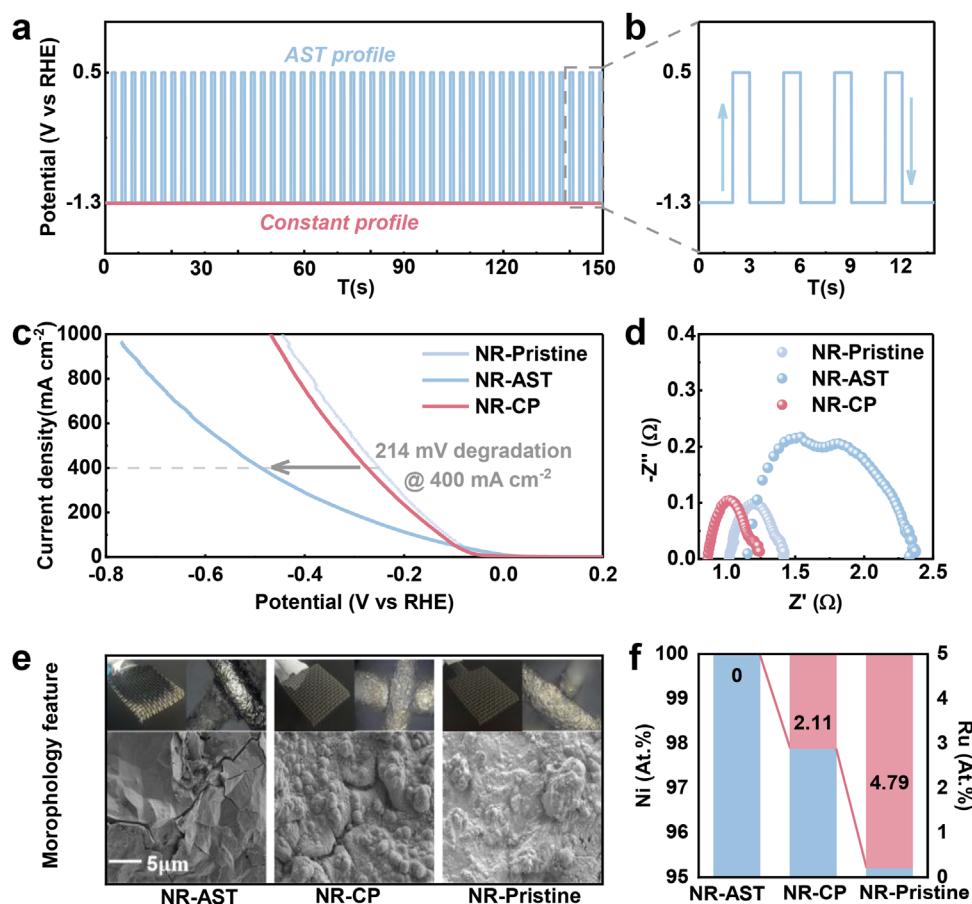 a
AST profile
0.5
-1.3
Potential (V vs RHE)
Constant profile
0 30 60 90 120 150
T(s)
b
0.5
-1.3
0 3 6 9 12
T(s)
c
1000
800
600
400
200
0
Current density(mA cm-2)
NR-Pristine
NR-AST
NR-CP
214 mV degradation
@ 400 mA cm-2
-0.8 -0.6 -0.4 -0.2 0.0 0.2
Potential (V vs RHE)
d
0.4
0.3
0.2
0.1
0.0
-Z'' (Ω)
NR-Pristine
NR-AST
NR-CP
1.0 1.5 2.0 2.5
Z' (Ω)
e
Morophology feature
5μm
NR-AST NR-CP NR-Pristine
f
100
99
98
97
96
95
Ni (At.%)
0
2.11
4.79
5
4
3
2
1
0
Ru (At.%)
NR-AST NR-CP NR-Pristine